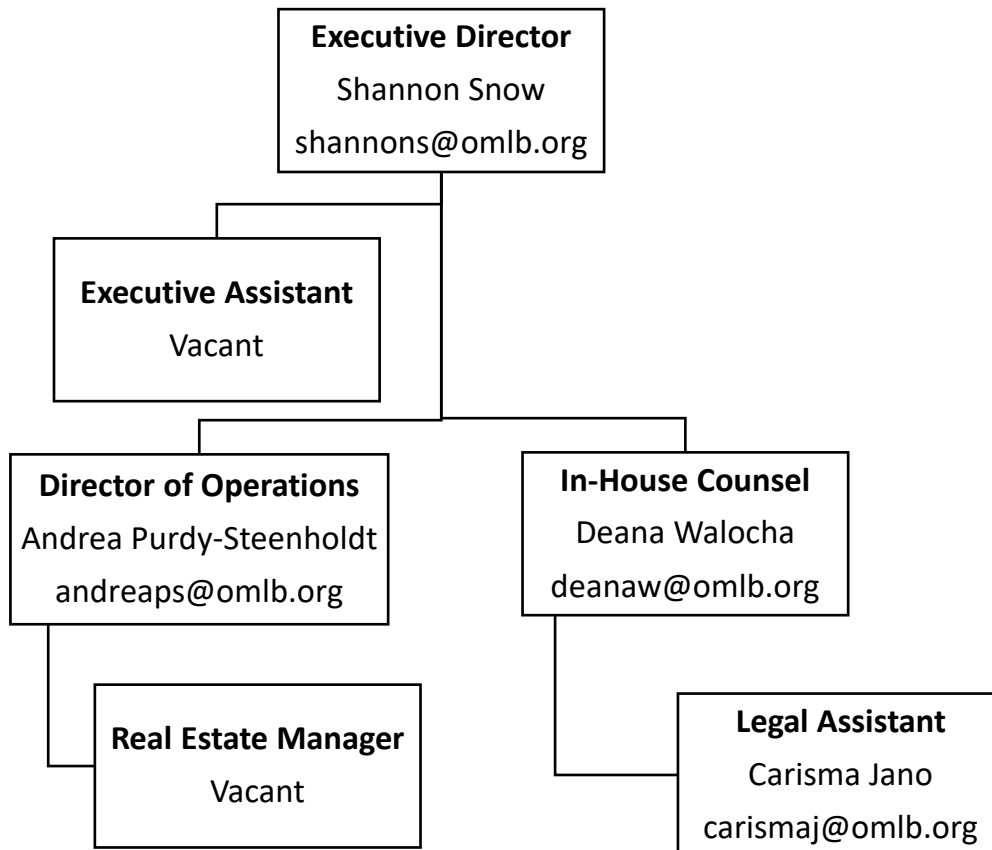 Executive Director
Shannon Snow
shannons@omlb.org
Executive Assistant
Vacant
Director of Operations
Andrea Purdy-Steenholdt
andreaps@omlb.org
In-House Counsel
Deana Walocha
deanaw@omlb.org
Real Estate Manager
Vacant
Legal Assistant
Carisma Jano
carismaj@omlb.org